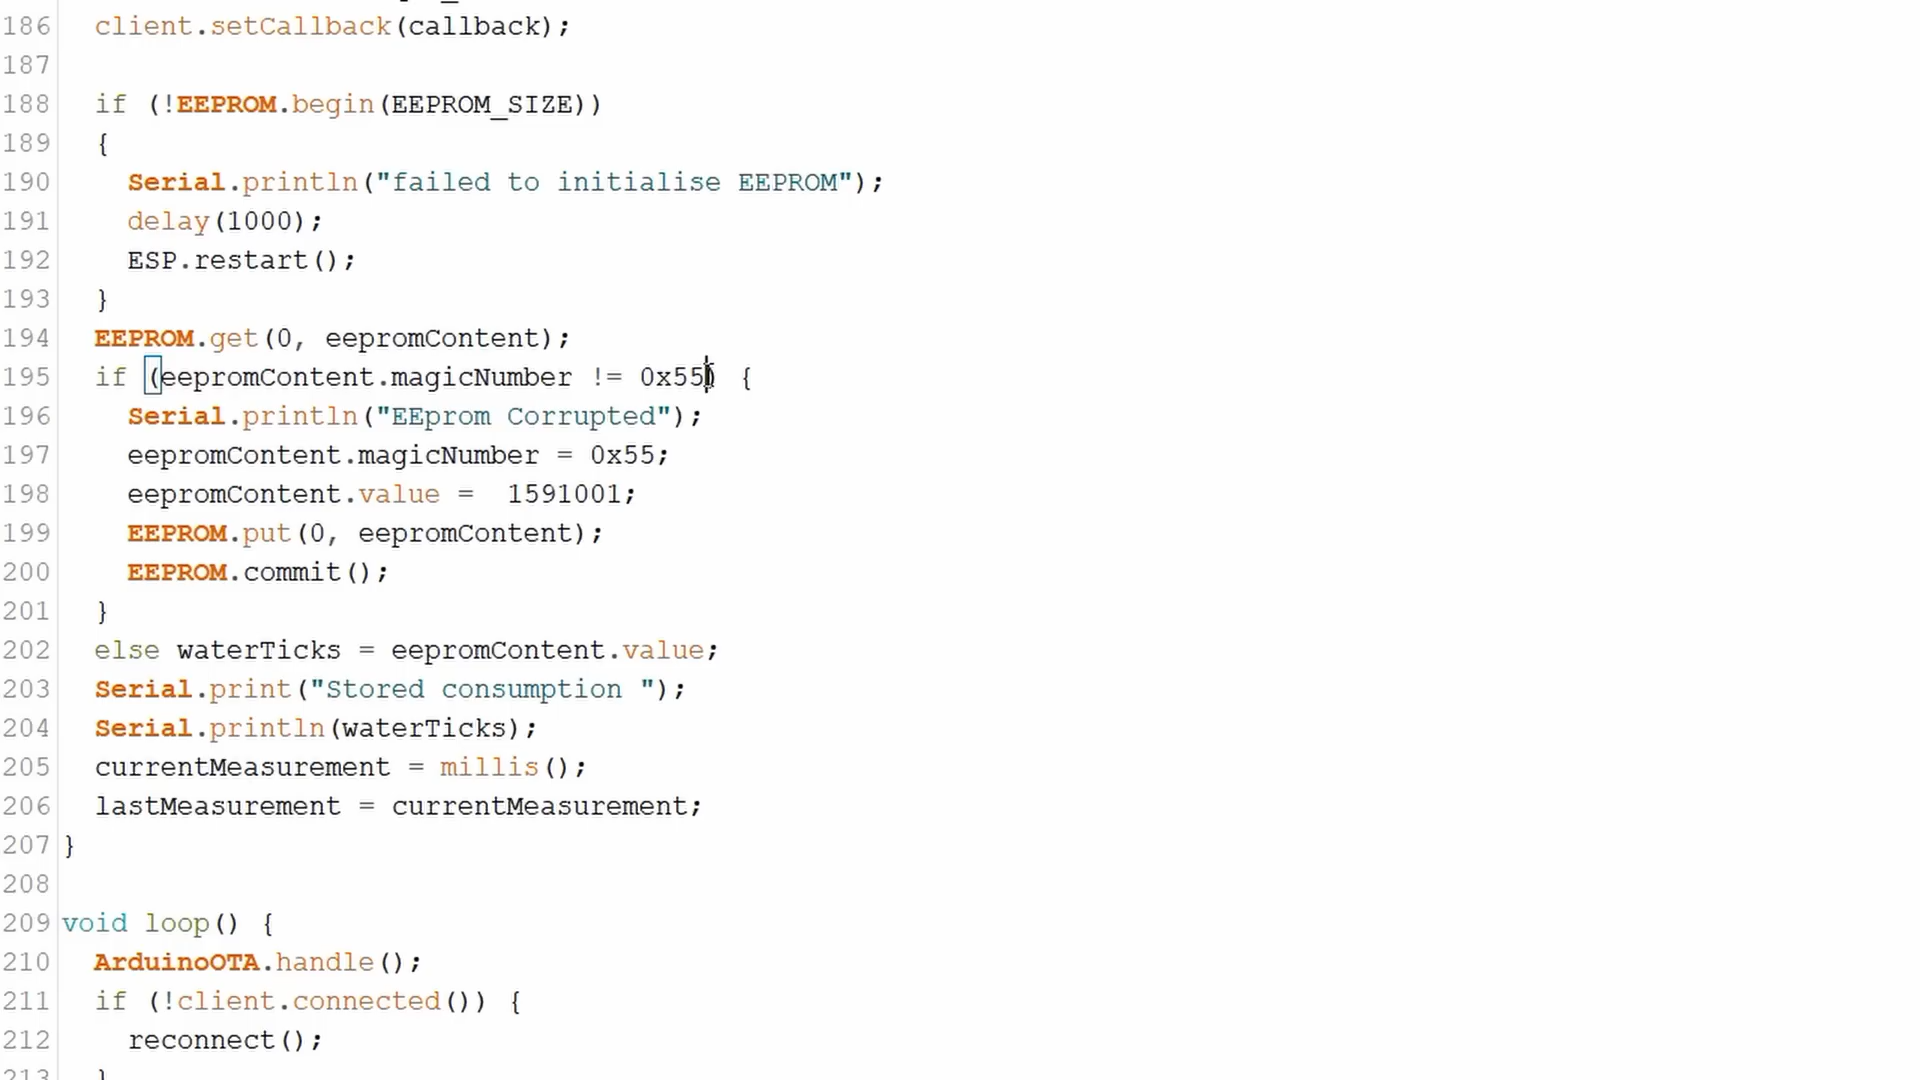 186 client.setCallback(callback);
187
188 if (!EEPROM.begin(EEPROM_SIZE))
189 {
190 Serial.println("failed to initialise EEPROM");
191 delay(1000);
192 ESP.restart();
193 }
194 EEPROM.get(0, eepromContent);
195 if (eepromContent.magicNumber != 0x55) {
196 Serial.println("EEprom Corrupted");
197 eepromContent.magicNumber = 0x55;
198 eepromContent.value =  1591001;
199 EEPROM.put(0, eepromContent);
200 EEPROM.commit();
201 }
202 else waterTicks = eepromContent.value;
203 Serial.print("Stored consumption ");
204 Serial.println(waterTicks);
205 currentMeasurement = millis();
206 lastMeasurement = currentMeasurement;
207 }
208
209 void loop() {
210 ArduinoOTA.handle();
211 if (!client.connected()) {
212 reconnect();
213 }